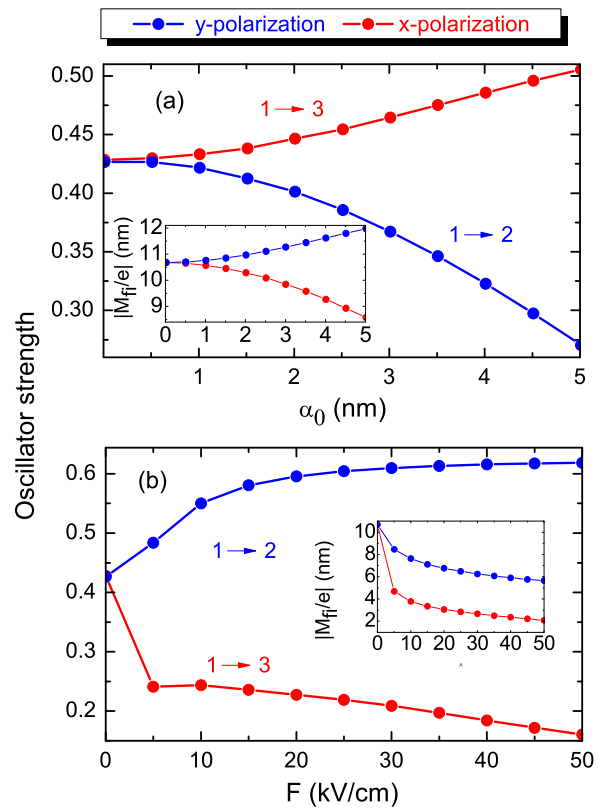 y-polarization x-polarization
Oscillator strength
0.50
0.45
0.40
0.35
0.30
(a)
1 → 3
1 → 2
|M_fi/e| (nm)
12
11
10
9
0 1 2 3 4 5
1 2 3 4 5
α₀ (nm)
0.6
0.5
0.4
0.3
0.2
(b)
1 → 2
1 → 3
|M_fi/e| (nm)
10
8
6
4
2
0 10 20 30 40 50
0 10 20 30 40 50
F (kV/cm)